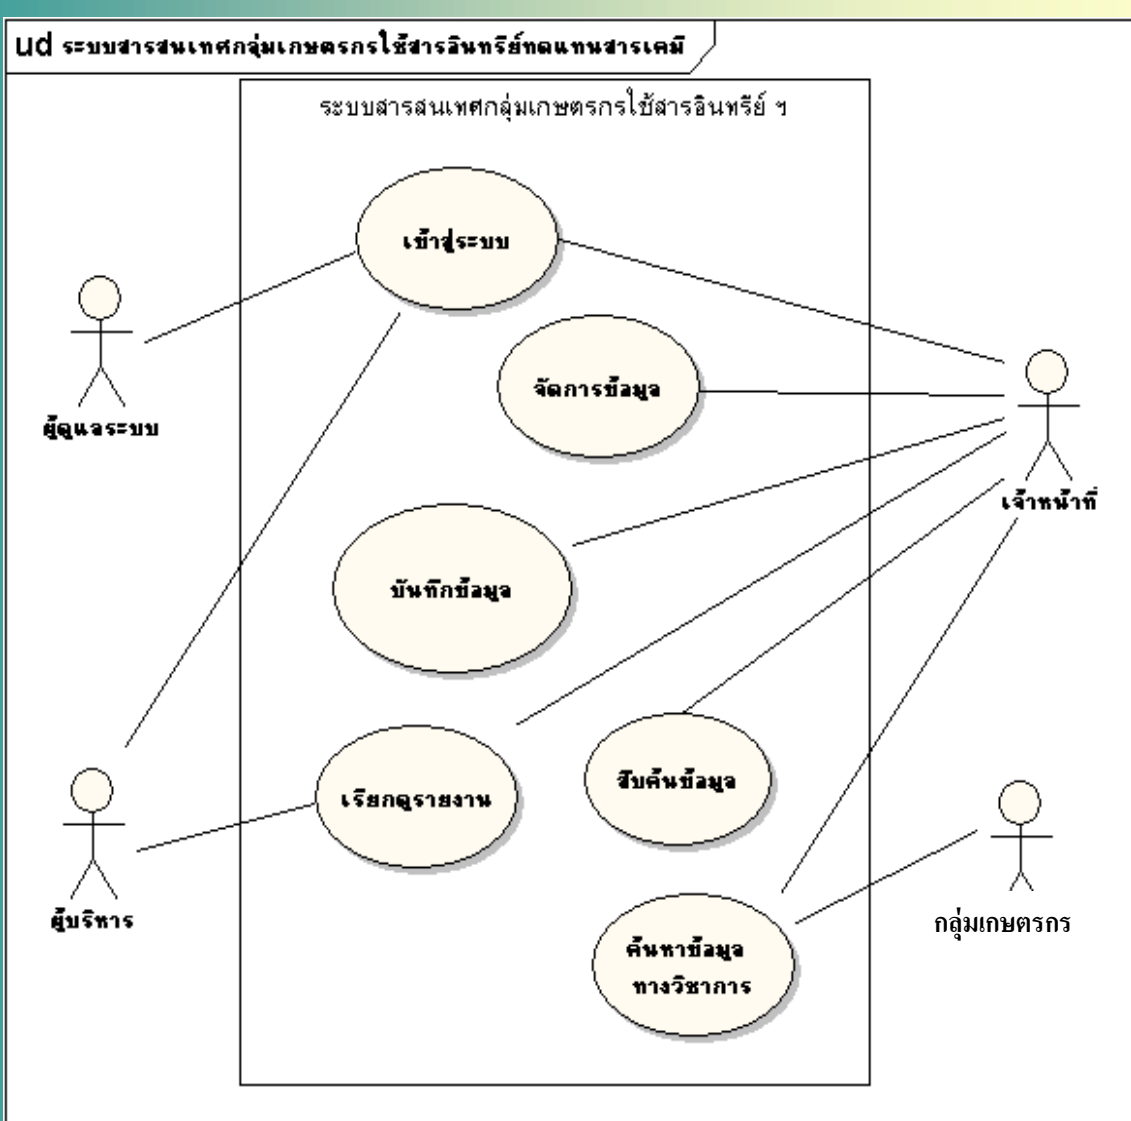 ud ระบบสารสนเทศกลุ่มเกษตรกรใช้สารอินทรีย์ทดแทนสารเคมี
ระบบสารสนเทศกลุ่มเกษตรกรใช้สารอินทรีย์ ฯ
เข้าสู่ระบบ
จัดการข้อมูล
ผู้ดูแลระบบ
เจ้าหน้าที่
บันทึกข้อมูล
สืบค้นข้อมูล
เรียกดูรายงาน
ผู้บริหาร
กลุ่มเกษตรกร
ค้นหาข้อมูล
ทางวิชาการ